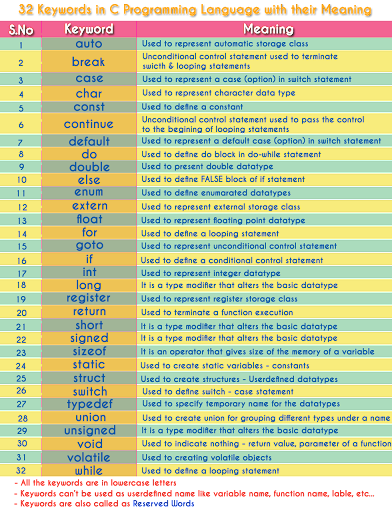 32 Keywords in C Programming Language with their Meaning
S.No Keyword Meaning
1 auto Used to represent automatic storage class
2 break Unconditional control statement used to terminate
swicth & looping statements
3 case Used to represent a case (option) in switch statement
4 char Used to represent character data type
5 const Used to define a constant
6 continue Unconditional control statement used to pass the control
to the begining of looping statements
7 default Used to represent a default case (option) in switch statement
8 do Used to define do block in do-while statement
9 double Used to present double datatype
10 else Used to define FALSE block of if statement
11 enum Used to define enumarated datatypes
12 extern Used to represent external storage class
13 float Used to represent floating point datatype
14 for Used to define a looping statement
15 goto Used to represent unconditional control statement
16 if Used to define a conditional control statement
17 int Used to represent integer datatype
18 long It is a type modifier that alters the basic datatype
19 register Used to represent register storage class
20 return Used to terminate a function execution
21 short It is a type modifier that alters the basic datatype
22 signed It is a type modifier that alters the basic datatype
23 sizeof It is an operator that gives size of the memory of a variable
24 static Used to create static variables - constants
25 struct Used to create structures - Userdefined datatypes
26 switch Used to define switch - case statement
27 typedef Used to specify temporary name for the datatypes
28 union Used to create union for grouping different types under a name
29 unsigned It is a type modifier that alters the basic datatype
30 void Used to indicate nothing - return value, parameter of a function
31 volatile Used to creating volatile objects
32 while Used to define a looping statement
- All the keywords are in lowercase letters
- Keywords can't be used as userdefined name like variable name, function name, lable, etc...
- Keywords are also called as Reserved Words